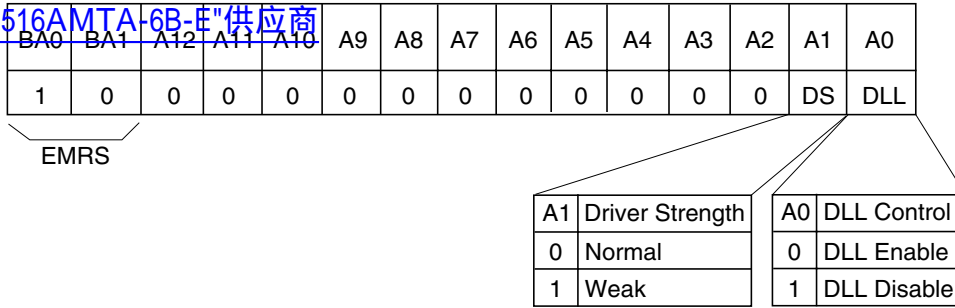 516AMTA-6B-E"供应商
BA0 BA1 A12 A11 A10 A9 A8 A7 A6 A5 A4 A3 A2 A1 A0
1 0 0 0 0 0 0 0 0 0 0 0 0 DS DLL
EMRS
A1 Driver Strength
0 Normal
1 Weak
A0 DLL Control
0 DLL Enable
1 DLL Disable